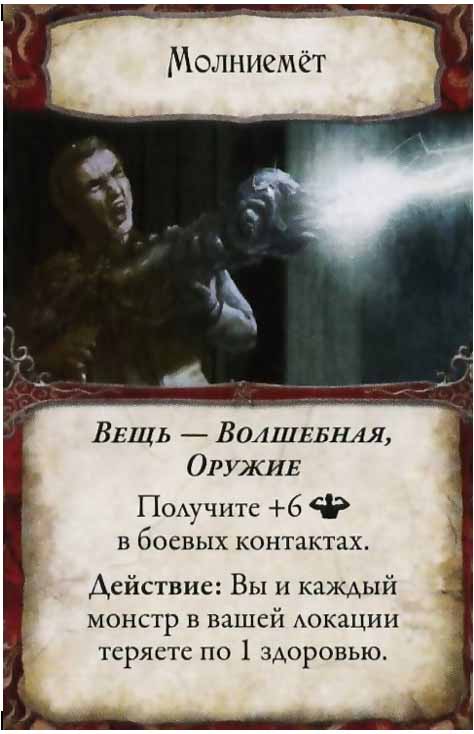 Молниемёт
Вещь — Волшебная,
Оружие
Получите +6
в боевых контактах.
Действие: Вы и каждый
монстр в вашей локации
теряете по 1 здоровью.